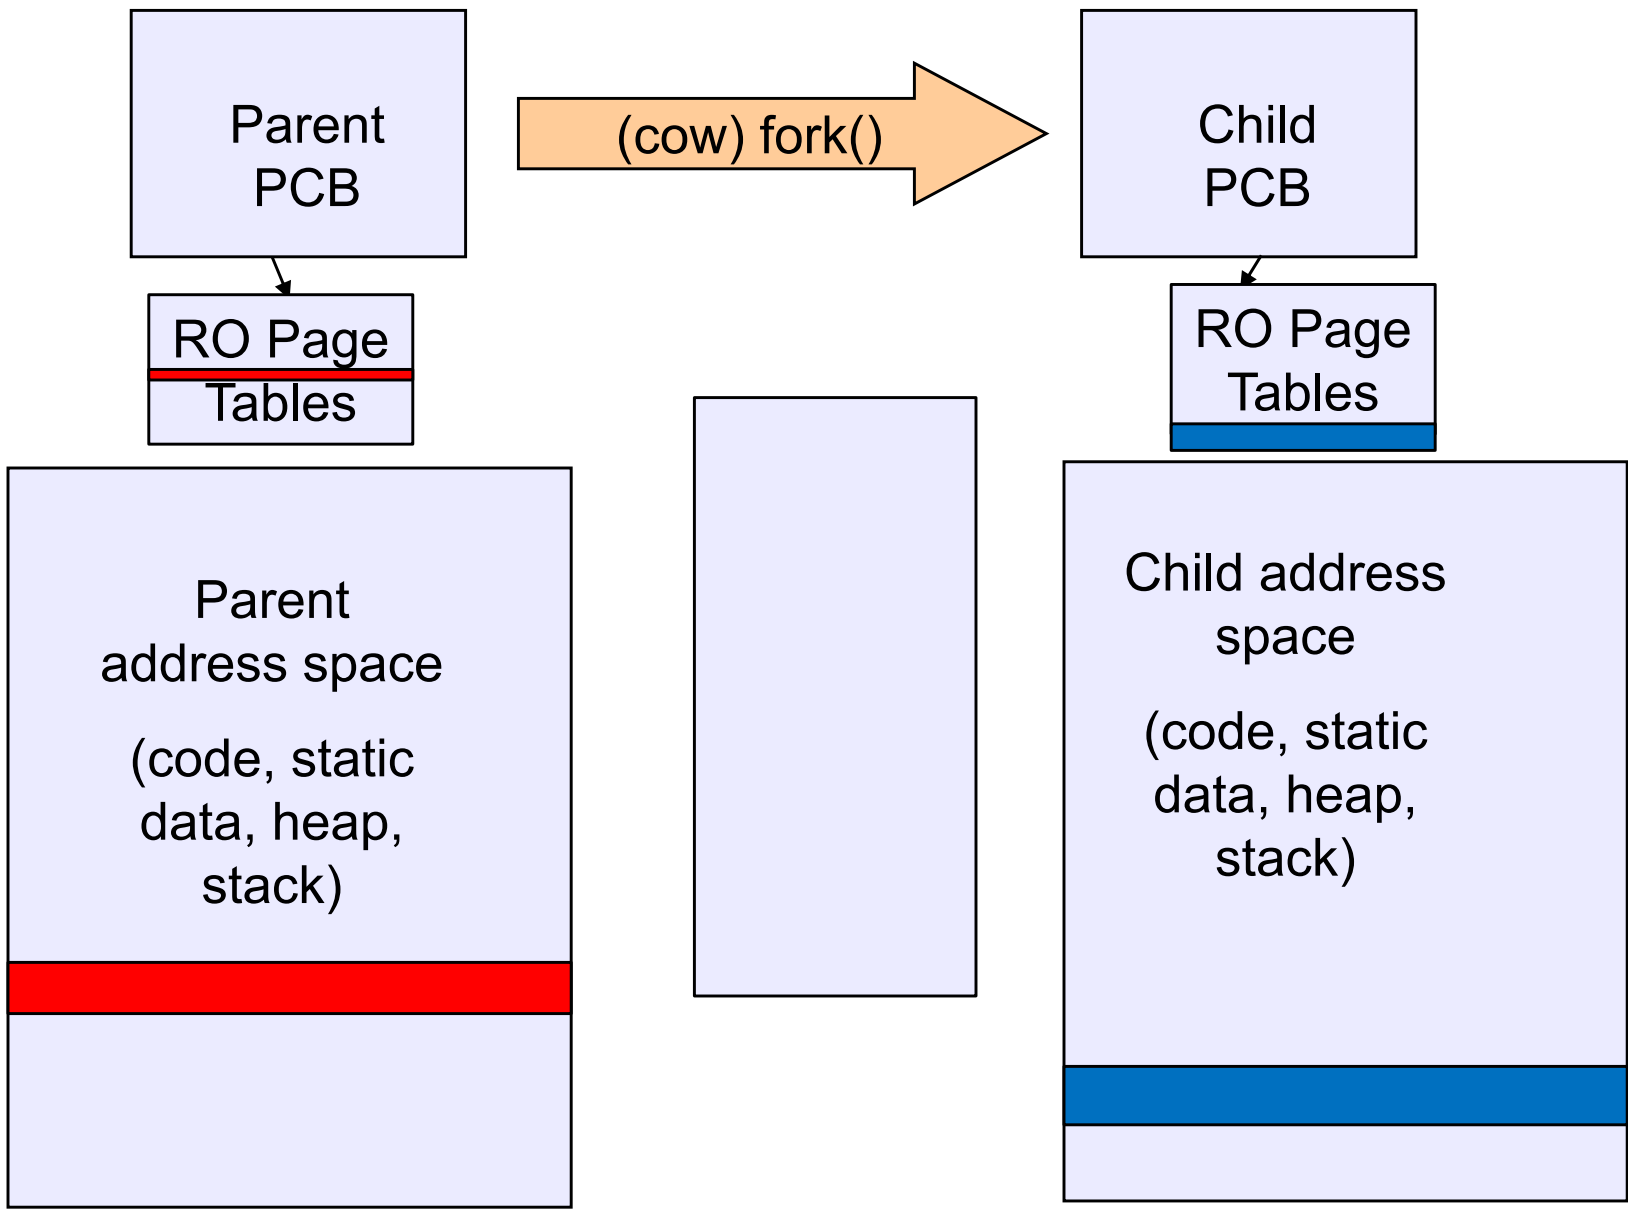 Parent
PCB
(cow) fork()
Child
PCB
RO Page
Tables
RO Page
Tables
Parent
address space
(code, static
data, heap,
stack)
Child address
space
(code, static
data, heap,
stack)